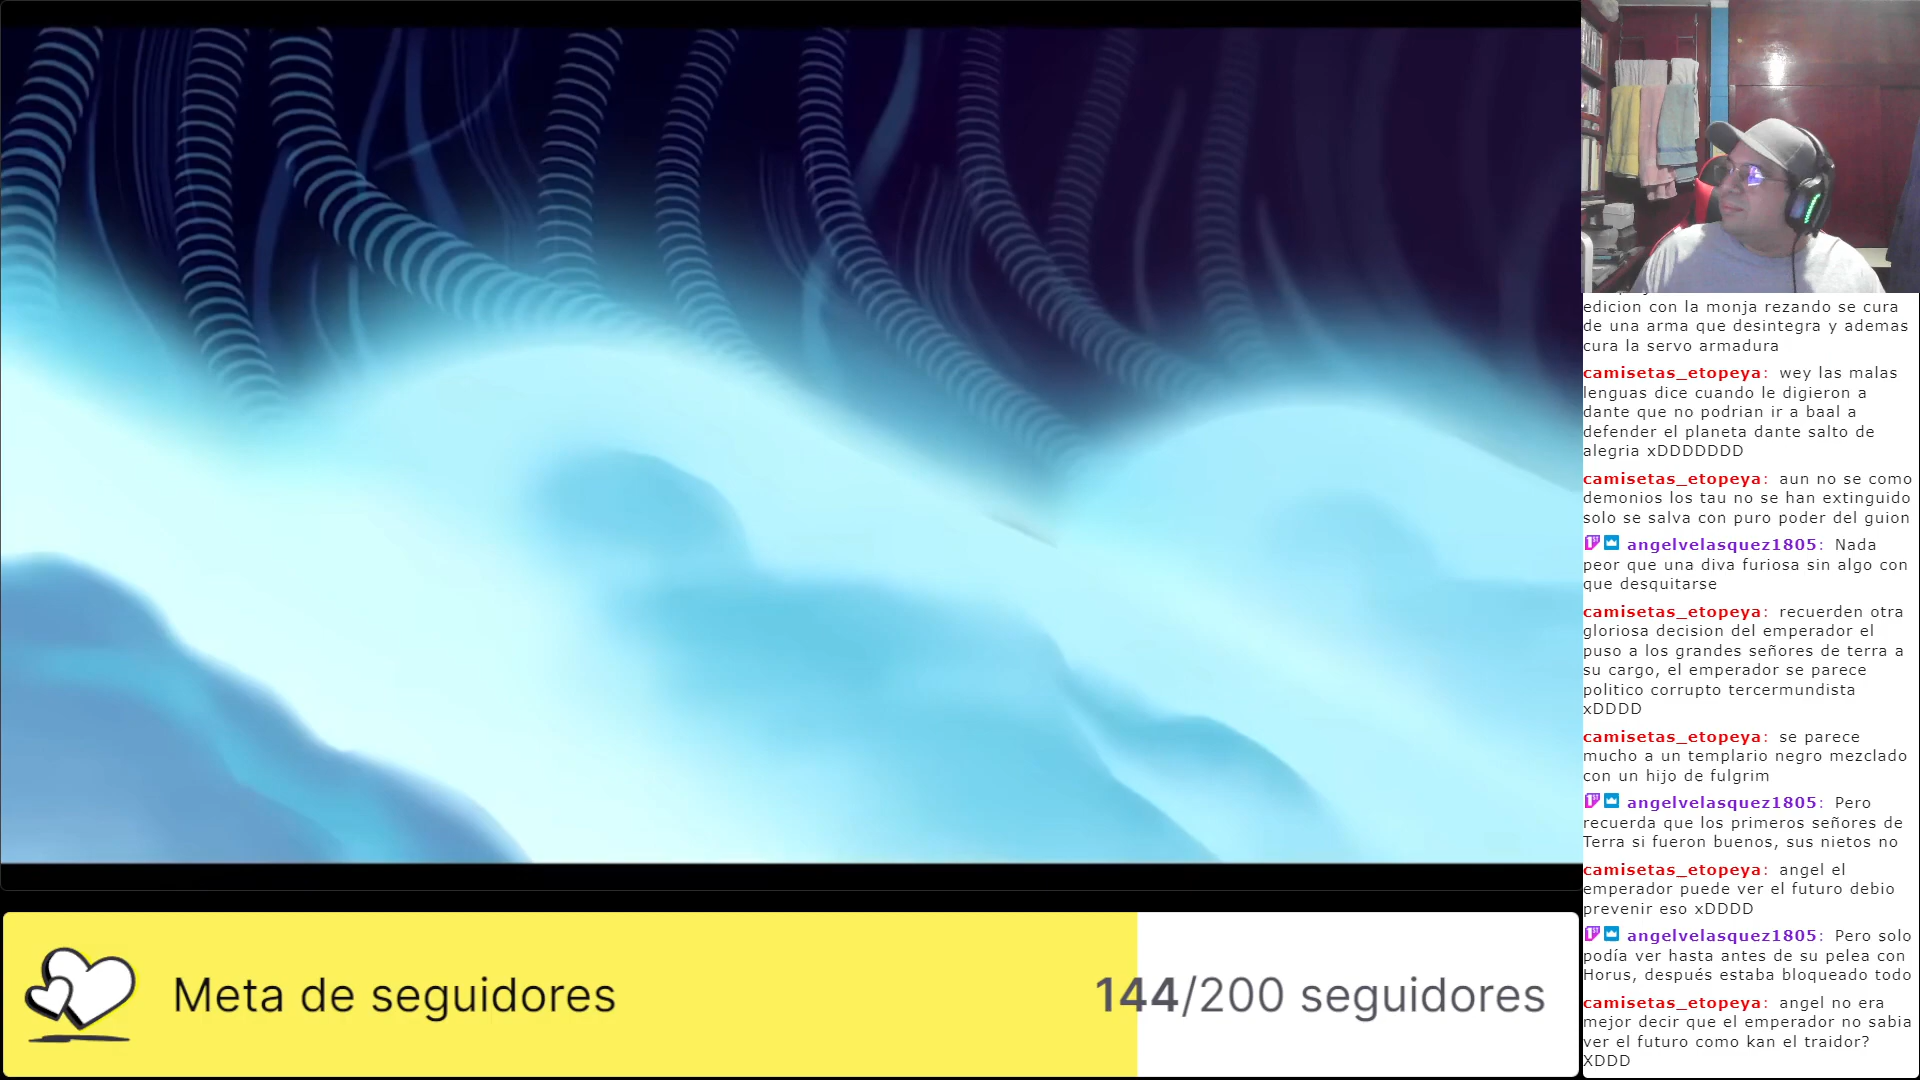 edicion con la monja rezando se cura
de una arma que desintegra y ademas
cura la servo armadura
camisetas_etopeya: wey las malas
lenguas dice cuando le digieron a
dante que no podrian ir a baal a
defender el planeta dante salto de
alegria xDDDDDDD
camisetas_etopeya: aun no se como
demonios los tau no se han extinguido
solo se salva con puro poder del guion
angelvelasquez1805: Nada
peor que una diva furiosa sin algo con
que desquitarse
camisetas_etopeya: recuerden otra
gloriosa decision del emperador el
puso a los grandes señores de terra a
su cargo, el emperador se parece
politico corrupto tercermundista
xDDDD
camisetas_etopeya: se parece
mucho a un templario negro mezclado
con un hijo de fulgrim
angelvelasquez1805: Pero
recuerda que los primeros señores de
Terra si fueron buenos, sus nietos no
camisetas_etopeya: angel el
emperador puede ver el futuro debio
prevenir eso xDDDD
angelvelasquez1805: Pero solo
podía ver hasta antes de su pelea con
Horus, después estaba bloqueado todo
camisetas_etopeya: angel no era
mejor decir que el emperador no sabia
ver el futuro como kan el traidor?
XDDD
Meta de seguidores
144/200 seguidores